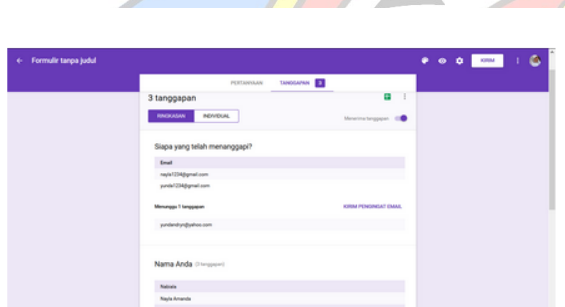 Formulir tanpa judul
KIRIM
PERTANYAAN TANGGAPAN 3
3 tanggapan
RINGKASAN INDIVIDUAL
Menerima tanggapan
Siapa yang telah menanggapi?
Email
nayla1234@gmail.com
yunda1234@gmail.com
Menunggu 1 tanggapan
KIRIM PENGINGAT EMAIL
yundandryn@yahoo.com
Nama Anda (3 tanggapan)
Nabiela
Nayla Amanda